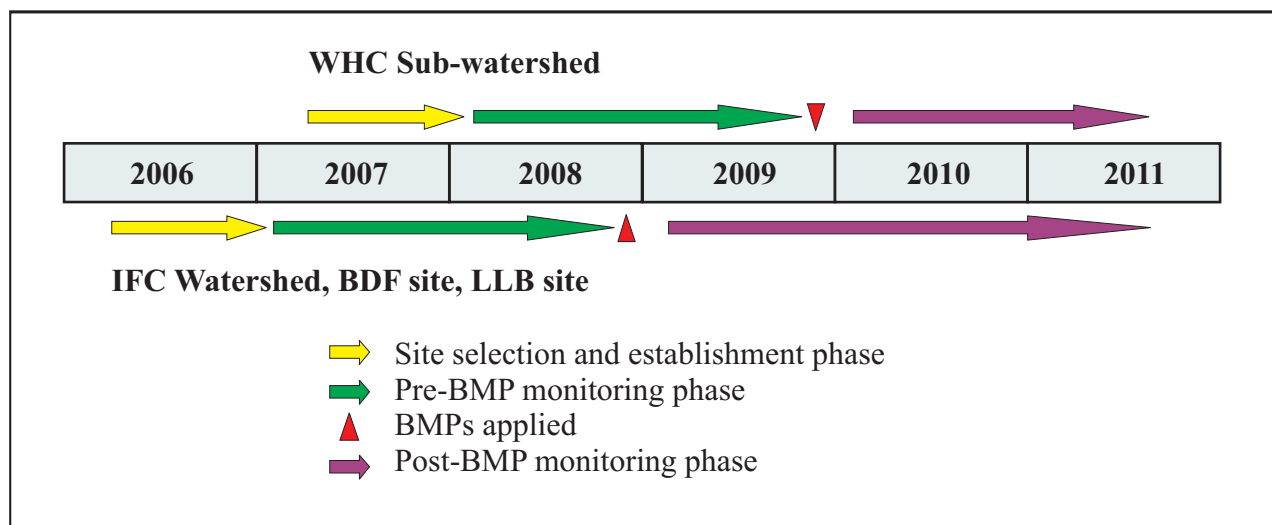 WHC Sub-watershed
2006 2007 2008 2009 2010 2011
IFC Watershed, BDF site, LLB site
Site selection and establishment phase
Pre-BMP monitoring phase
BMPs applied
Post-BMP monitoring phase